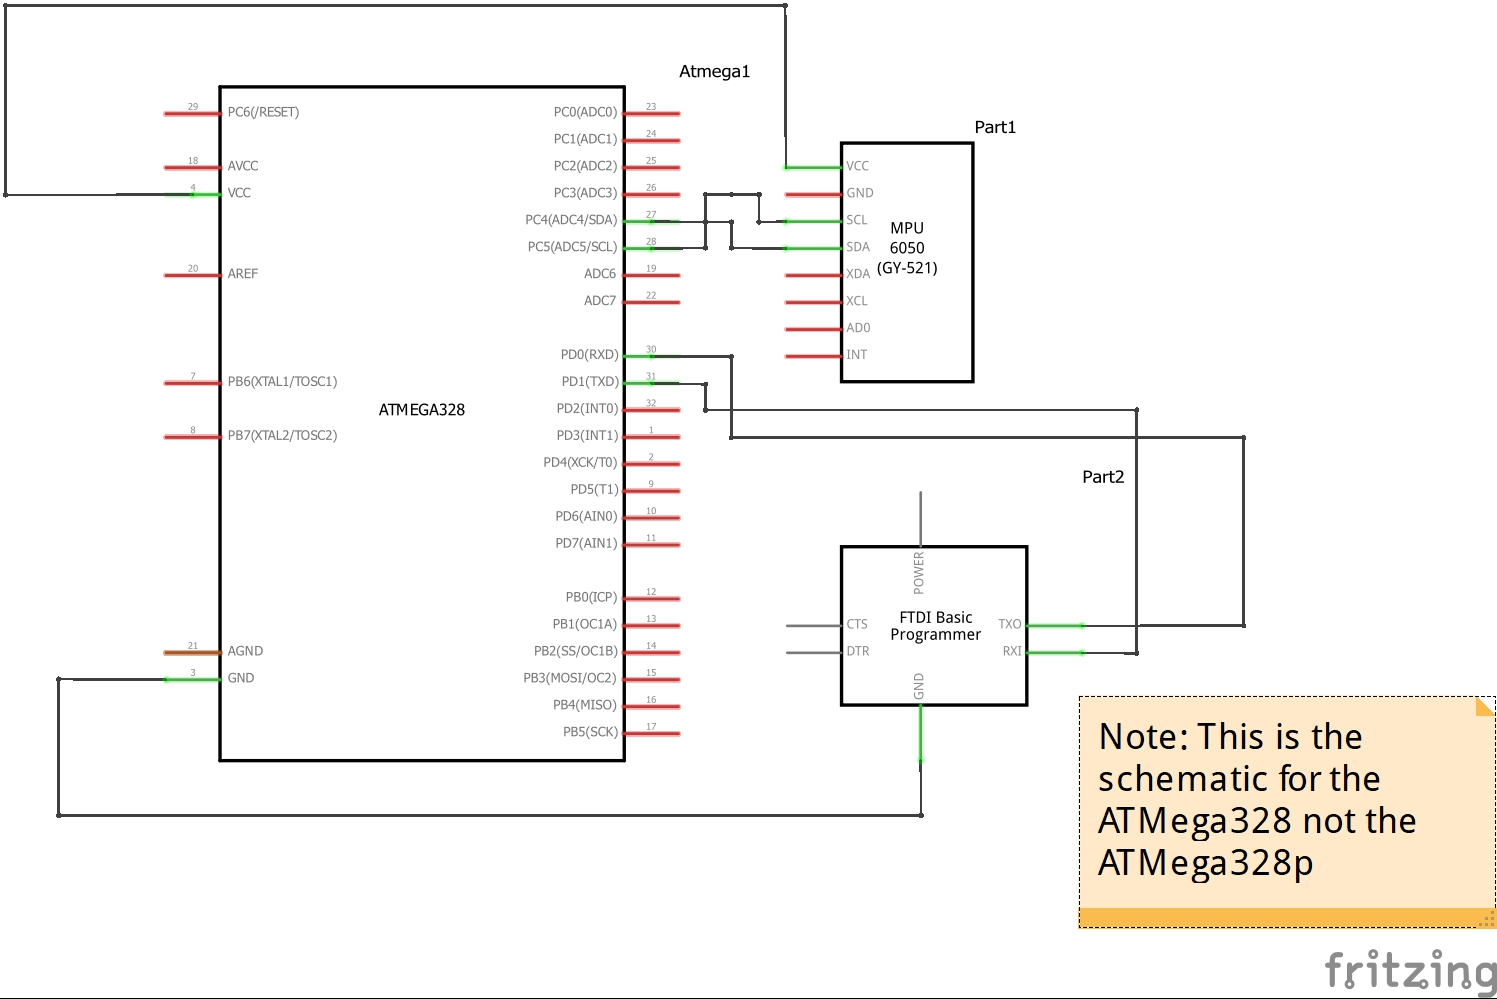 Atmega1
29 PC6(/RESET)
18 AVCC
4 VCC
20 AREF
7 PB6(XTAL1/TOSC1)
8 PB7(XTAL2/TOSC2)
21 AGND
3 GND
ATMEGA328
PC0(ADC0) 23
PC1(ADC1) 24
PC2(ADC2) 25
PC3(ADC3) 26
PC4(ADC4/SDA) 27
PC5(ADC5/SCL) 28
ADC6 19
ADC7 22
PD0(RXD) 30
PD1(TXD) 31
PD2(INT0) 32
PD3(INT1) 1
PD4(XCK/T0) 2
PD5(T1) 9
PD6(AIN0) 10
PD7(AIN1) 11
PB0(ICP) 12
PB1(OC1A) 13
PB2(SS/OC1B) 14
PB3(MOSI/OC2) 15
PB4(MISO) 16
PB5(SCK) 17
Part1
VCC
GND
SCL
SDA
XDA
XCL
AD0
INT
MPU
6050
(GY-521)
Part2
POWER
CTS
DTR
FTDI Basic
Programmer
TXO
RXI
GND
Note: This is the
schematic for the
ATMega328 not the
ATMega328p
fritzing